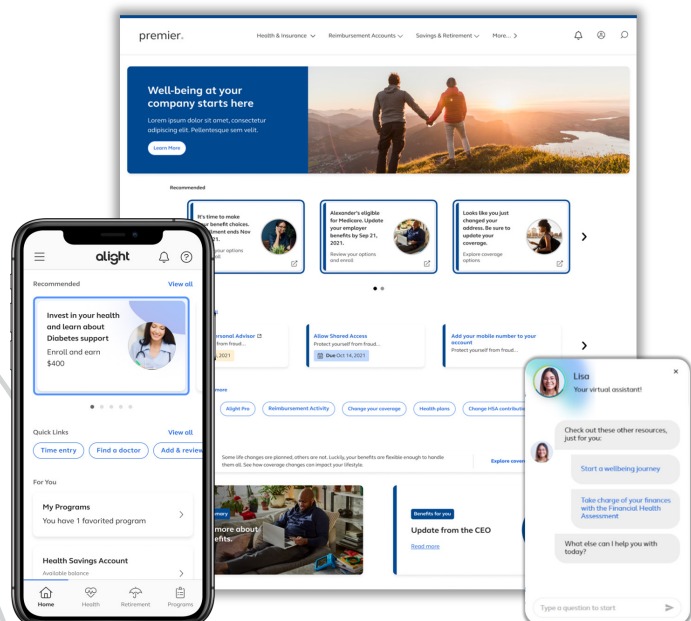 premier.
Health & Insurance
Reimbursement Accounts
Savings & Retirement
More...
Well-being at your
company starts here
Lorem ipsum dolor sit amet, consectetur
adipiscing elit. Pellentesque sem velit.
Learn More
Recommended
It's time to make
your benefit choices.
ends Nov
21.
your options
Alexander's eligible
for Medicare. Update
your employer
benefits by Sep 21,
2021.
Review your options
and enroll
Looks like you just
changed your
address. Be sure to
update your
coverage.
Explore coverage
options
ersonal Advisor
from fraud...
, 2021
Allow Shared Access
Protect yourself from fraud...
Due Oct 14, 2021
Add your mobile number to your
account
Protect yourself from fraud...
more
Alight Pro
Reimbursement Activity
Change your coverage
Health plans
Change HSA contributio
Some life changes are planned, others are not. Luckily, your benefits are flexible enough to handle
them all. See how coverage changes can impact your lifestyle.
Explore cover
mary
more about
efits.
Benefits for you
Update from the CEO
Read more
alight
Recommended
View all
Invest in your health
and learn about
Diabetes support
Enroll and earn
$400
Quick Links
View all
Time entry
Find a doctor
Add & review
For You
My Programs
You have 1 favorited program
Health Savings Account
Available balance
Home
Health
Retirement
Programs
Lisa
Your virtual assistant!
Check out these other resources,
just for you:
Start a wellbeing journey
Take charge of your finances
with the Financial Health
Assessment
What else can I help you with
today?
Type a question to start